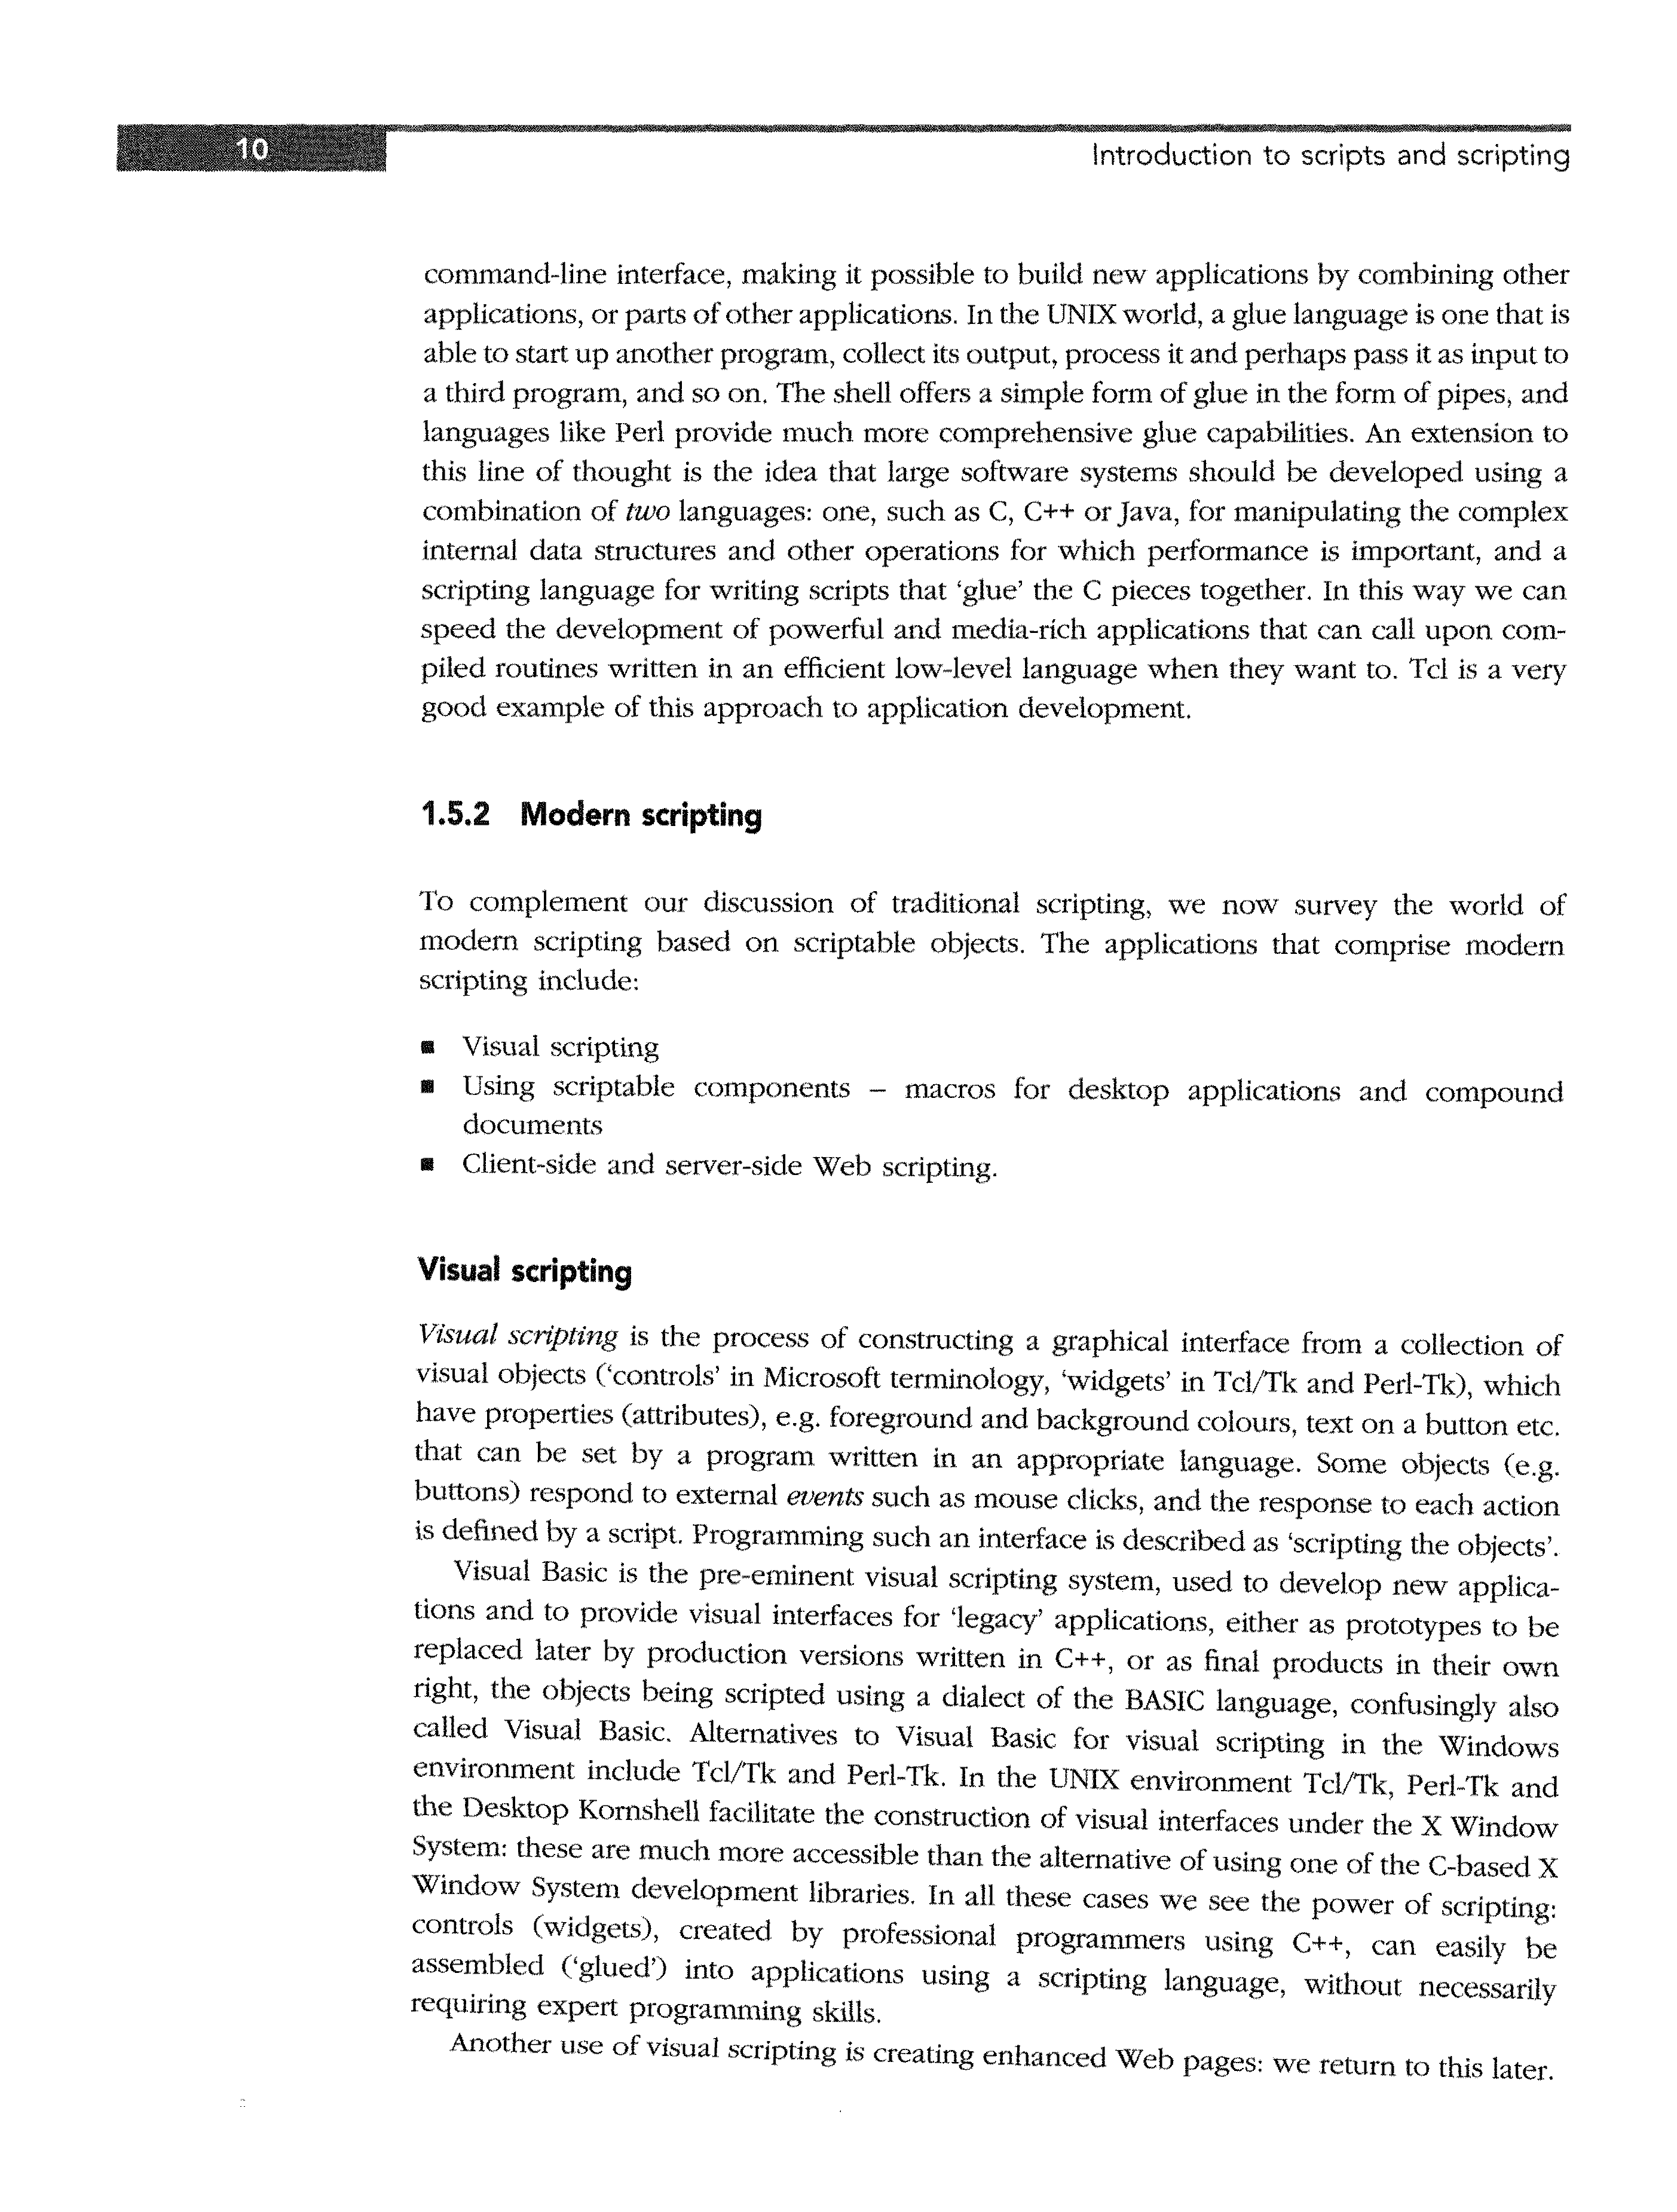 10
Introduction to scripts and scripting
command-line interface, making it possible to build new applications by combining other
applications, or parts of other applications. In the UNIX world, a glue language is one that is
able to start up another program, collect its output, process it and perhaps pass it as input to
a third program, and so on. The shell offers a simple form of glue in the form of pipes, and
languages like Perl provide much more comprehensive glue capabilities. An extension to
this line of thought is the idea that large software systems should be developed using a
combination of two languages: one, such as C, C++ or Java, for manipulating the complex
internal data structures and other operations for which performance is important, and a
scripting language for writing scripts that ‘glue’ the C pieces together. In this way we can
speed the development of powerful and media-rich applications that can call upon com-
piled routines written in an efficient low-level language when they want to. Tcl is a very
good example of this approach to application development.
1.5.2 Modern scripting
To complement our discussion of traditional scripting, we now survey the world of
modern scripting based on scriptable objects. The applications that comprise modern
scripting include:
■ Visual scripting
■ Using scriptable components – macros for desktop applications and compound
documents
■ Client-side and server-side Web scripting.
Visual scripting
Visual scripting is the process of constructing a graphical interface from a collection of
visual objects (‘controls’ in Microsoft terminology, ‘widgets’ in Tcl/Tk and Perl-Tk), which
have properties (attributes), e.g. foreground and background colours, text on a button etc.
that can be set by a program written in an appropriate language. Some objects (e.g.
buttons) respond to external events such as mouse clicks, and the response to each action
is defined by a script. Programming such an interface is described as ‘scripting the objects’.
Visual Basic is the pre-eminent visual scripting system, used to develop new applica-
tions and to provide visual interfaces for ‘legacy’ applications, either as prototypes to be
replaced later by production versions written in C++, or as final products in their own
right, the objects being scripted using a dialect of the BASIC language, confusingly also
called Visual Basic. Alternatives to Visual Basic for visual scripting in the Windows
environment include Tcl/Tk and Perl-Tk. In the UNIX environment Tcl/Tk, Perl-Tk and
the Desktop Kornshell facilitate the construction of visual interfaces under the X Window
System: these are much more accessible than the alternative of using one of the C-based X
Window System development libraries. In all these cases we see the power of scripting:
controls (widgets), created by professional programmers using C++, can easily be
assembled (‘glued’) into applications using a scripting language, without necessarily
requiring expert programming skills.
Another use of visual scripting is creating enhanced Web pages: we return to this later.